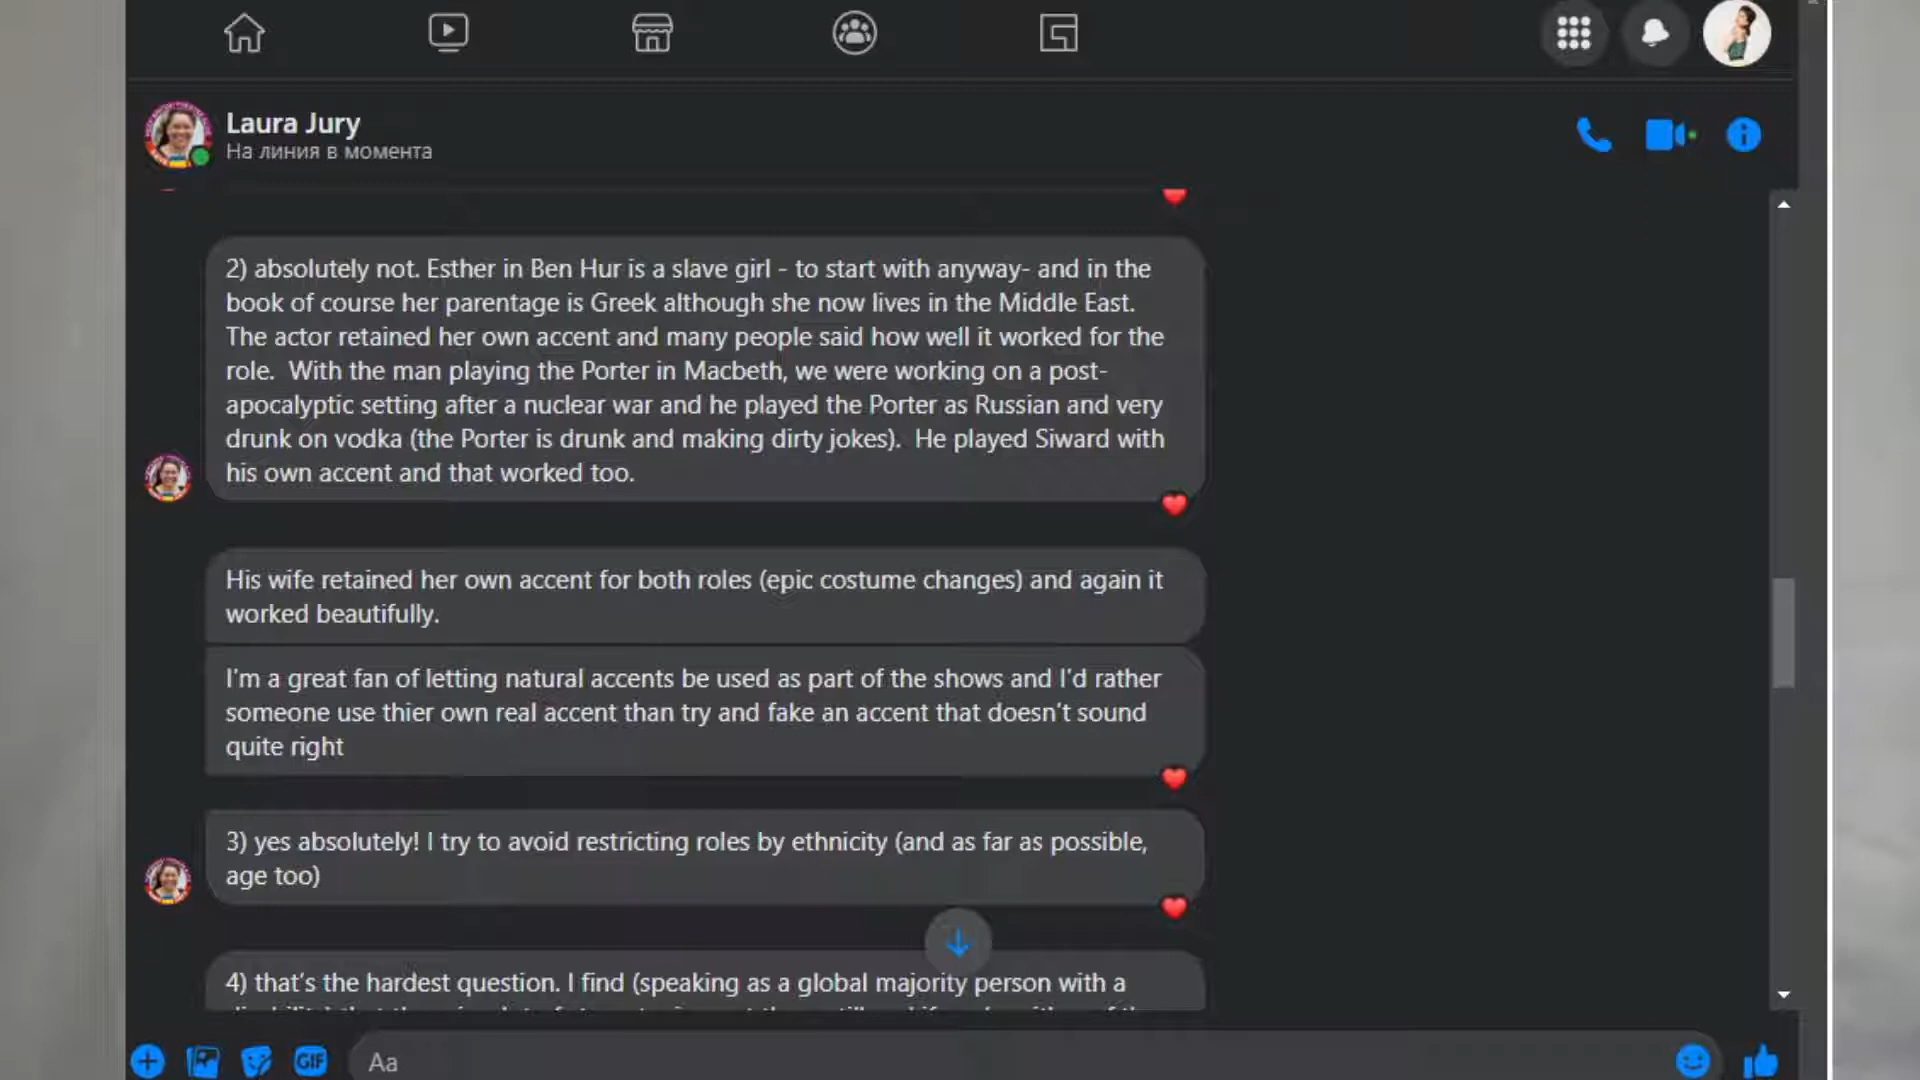 Laura Jury
На линия в момента
2) absolutely not. Esther in Ben Hur is a slave girl - to start with anyway- and in the
book of course her parentage is Greek although she now lives in the Middle East.
The actor retained her own accent and many people said how well it worked for the
role.  With the man playing the Porter in Macbeth, we were working on a post-
apocalyptic setting after a nuclear war and he played the Porter as Russian and very
drunk on vodka (the Porter is drunk and making dirty jokes).  He played Siward with
his own accent and that worked too.
His wife retained her own accent for both roles (epic costume changes) and again it
worked beautifully.
I'm a great fan of letting natural accents be used as part of the shows and I'd rather
someone use thier own real accent than try and fake an accent that doesn't sound
quite right
3) yes absolutely! I try to avoid restricting roles by ethnicity (and as far as possible,
age too)
4) that's the hardest question. I find (speaking as a global majority person with a
GIF
Aa